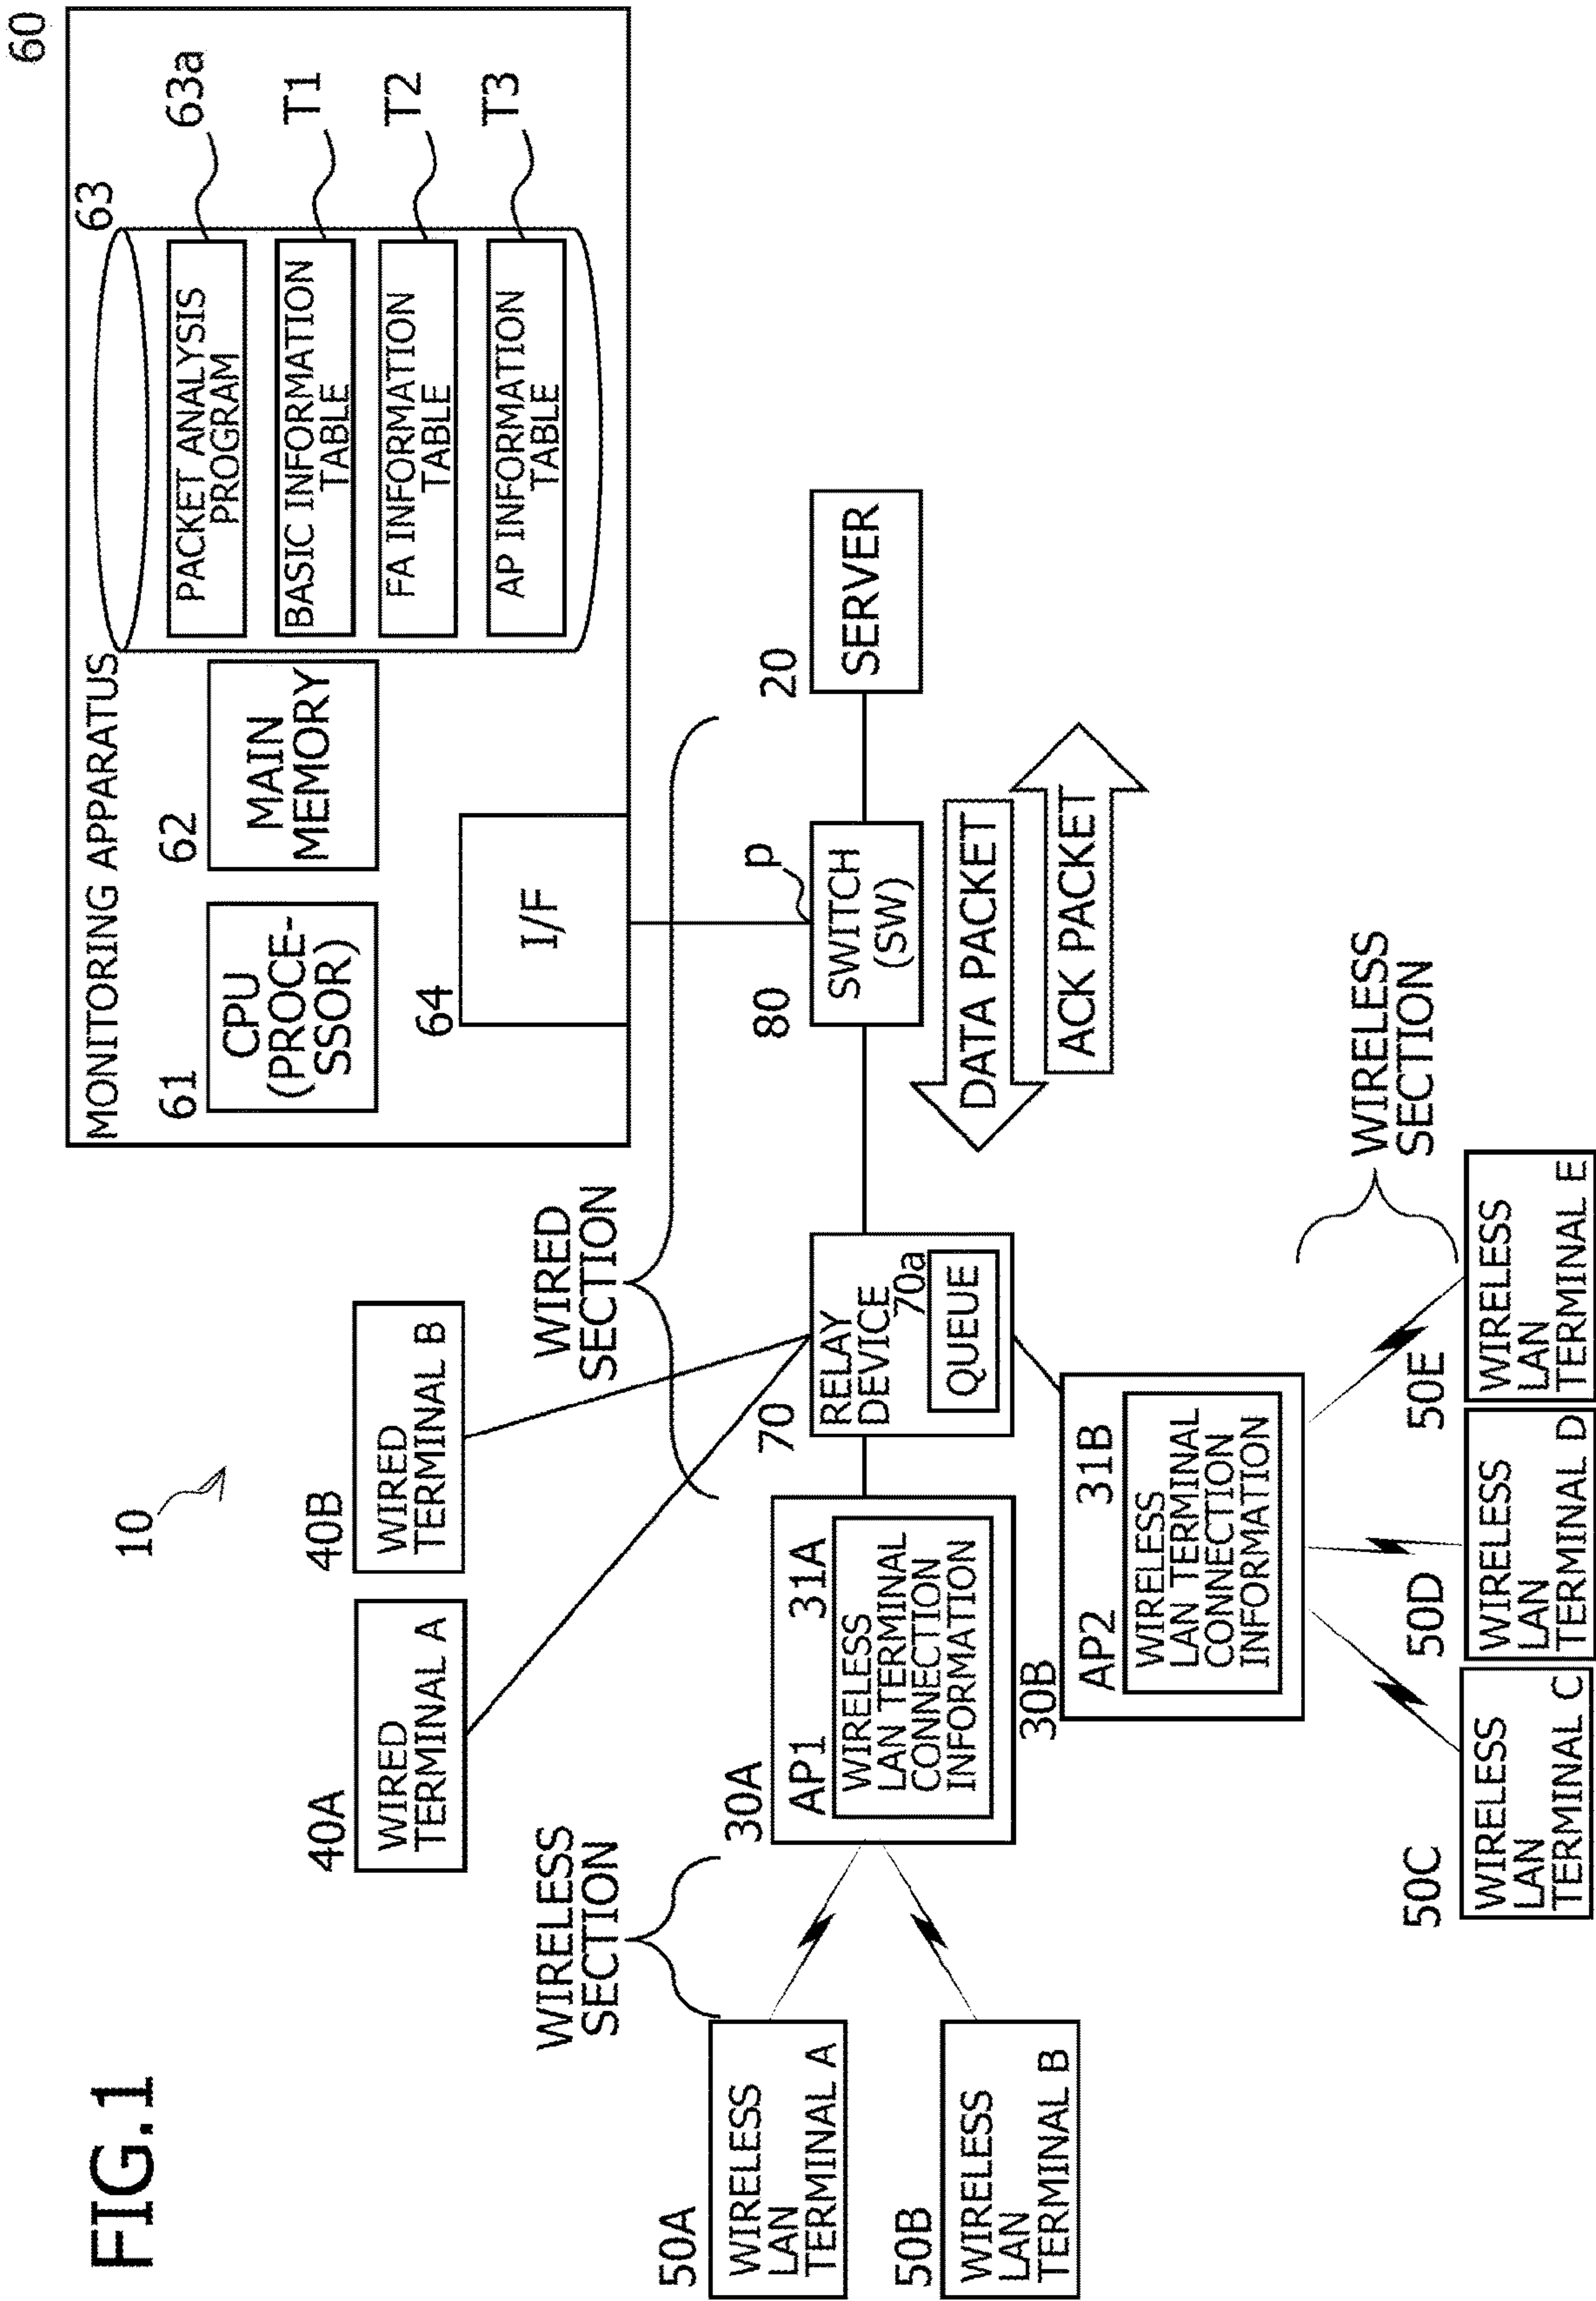 FIG.1
10
60
MONITORING APPARATUS
61
CPU
(PROCE-
SSOR)
62
MAIN
MEMORY
63
PACKET ANALYSIS
PROGRAM
63a
BASIC INFORMATION
TABLE
T1
FA INFORMATION
TABLE
T2
AP INFORMATION
TABLE
T3
64
I/F
40A
WIRED
TERMINAL A
40B
WIRED
TERMINAL B
WIRELESS
SECTION
WIRED
SECTION
50A
WIRELESS
LAN
TERMINAL A
50B
WIRELESS
LAN
TERMINAL B
30A
AP1
31A
WIRELESS
LAN TERMINAL
CONNECTION
INFORMATION
70
RELAY
DEVICE
70a
QUEUE
80
p
SWITCH
(SW)
20
SERVER
DATA PACKET
ACK PACKET
30B
AP2
31B
WIRELESS
LAN TERMINAL
CONNECTION
INFORMATION
WIRELESS
SECTION
50C
WIRELESS
LAN
TERMINAL C
50D
WIRELESS
LAN
TERMINAL D
50E
WIRELESS
LAN
TERMINAL E